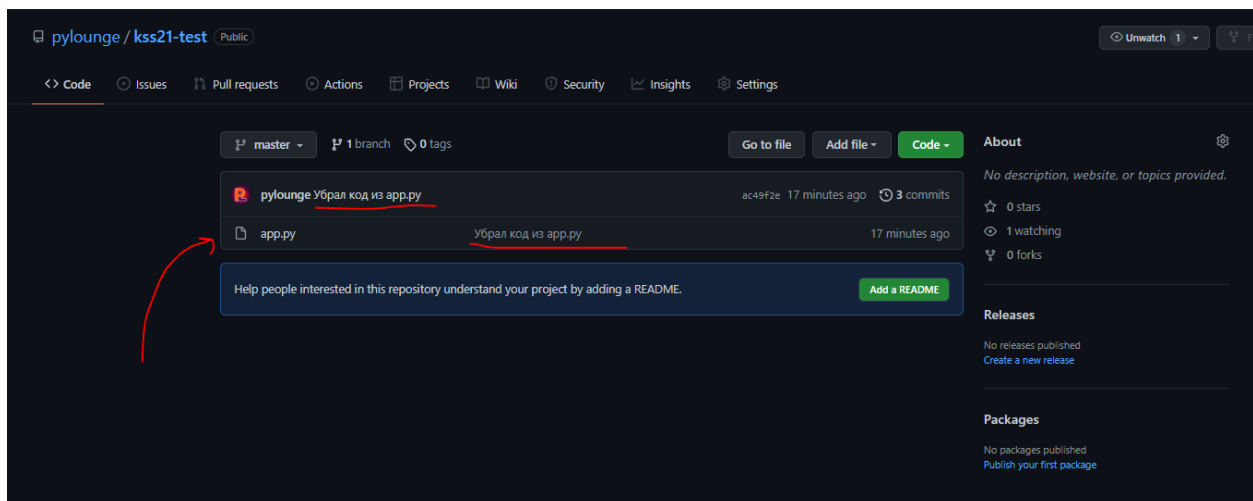 pylounge / kss21-test Public
Unwatch 1
Code Issues Pull requests Actions Projects Wiki Security Insights Settings
master 1 branch 0 tags Go to file Add file Code
pylounge Убрал код из app.py ac49f2e 17 minutes ago 3 commits
app.py Убрал код из app.py 17 minutes ago
Help people interested in this repository understand your project by adding a README. Add a README
About
No description, website, or topics provided.
0 stars
1 watching
0 forks
Releases
No releases published
Create a new release
Packages
No packages published
Publish your first package